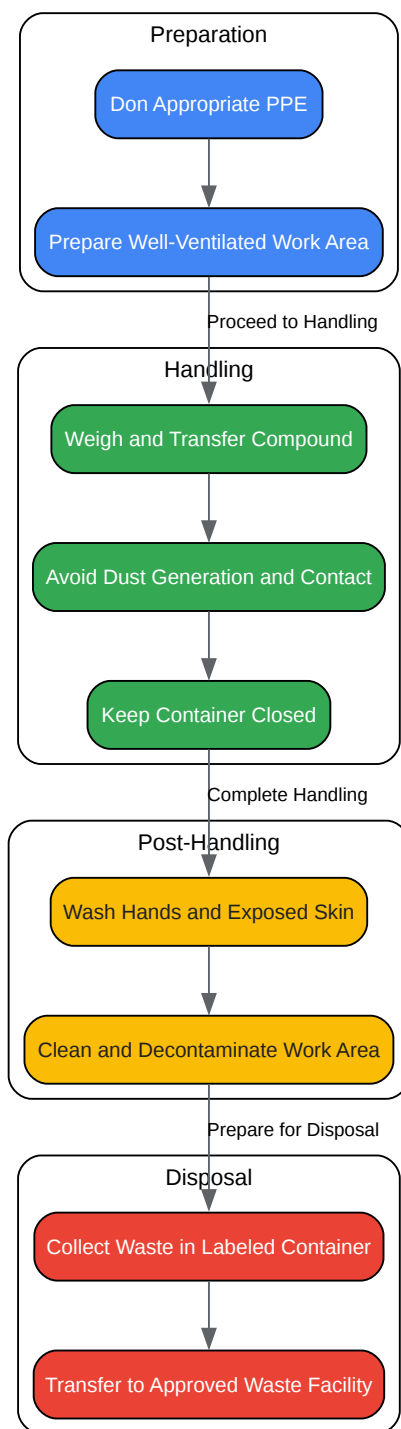 Preparation
Don Appropriate PPE
Prepare Well-Ventilated Work Area
Proceed to Handling
Handling
Weigh and Transfer Compound
Avoid Dust Generation and Contact
Keep Container Closed
Complete Handling
Post-Handling
Wash Hands and Exposed Skin
Clean and Decontaminate Work Area
Prepare for Disposal
Disposal
Collect Waste in Labeled Container
Transfer to Approved Waste Facility